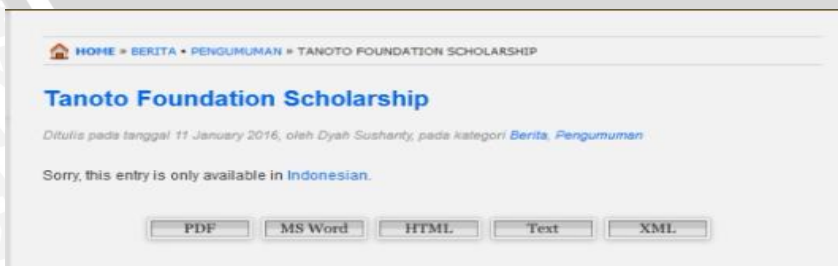 HOME » BERITA • PENGUMUMAN » TANOTO FOUNDATION SCHOLARSHIP
Tanoto Foundation Scholarship
Ditulis pada tanggal 11 January 2016, oleh Dyah Sushanty, pada kategori Berita, Pengumuman
Sorry, this entry is only available in Indonesian.
PDF MS Word HTML Text XML